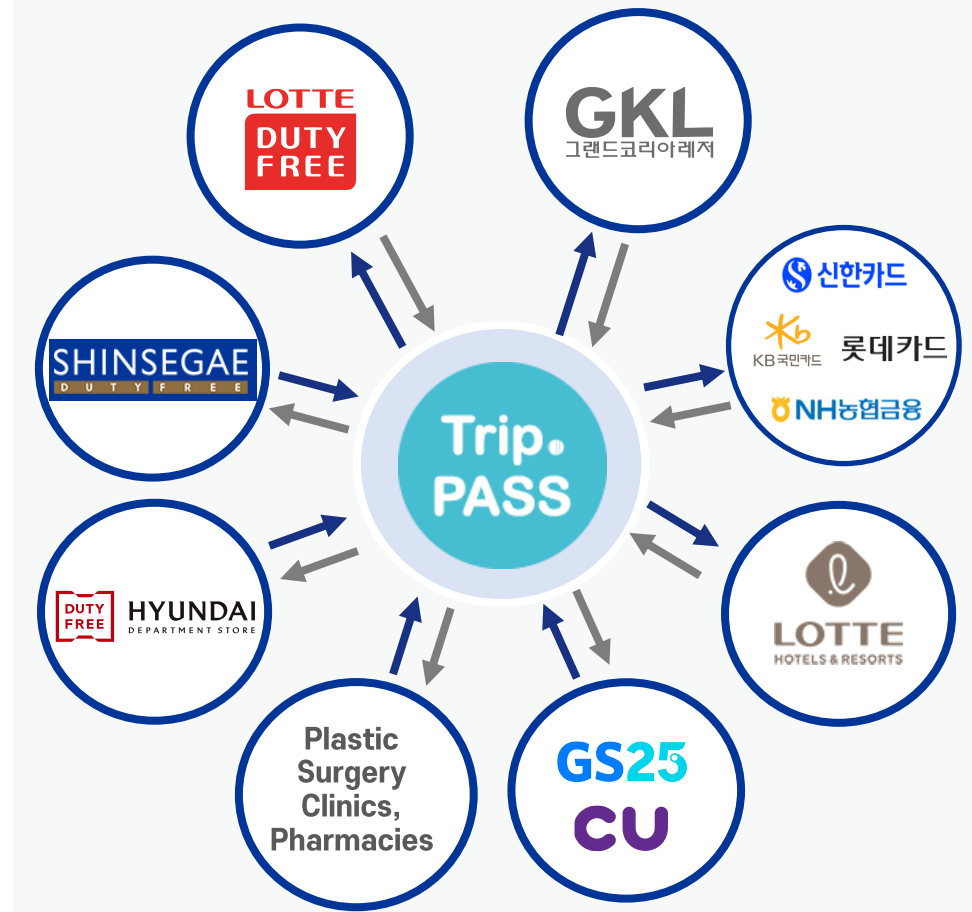 LOTTE
DUTY
FREE
GKL
그랜드코리아레저
신한카드
KB국민카드
롯데카드
NH농협금융
SHINSEGAE
DUTY FREE
Trip.
PASS
DUTY
FREE
HYUNDAI
DEPARTMENT STORE
LOTTE
HOTELS & RESORTS
Plastic
Surgery
Clinics,
Pharmacies
GS25
CU